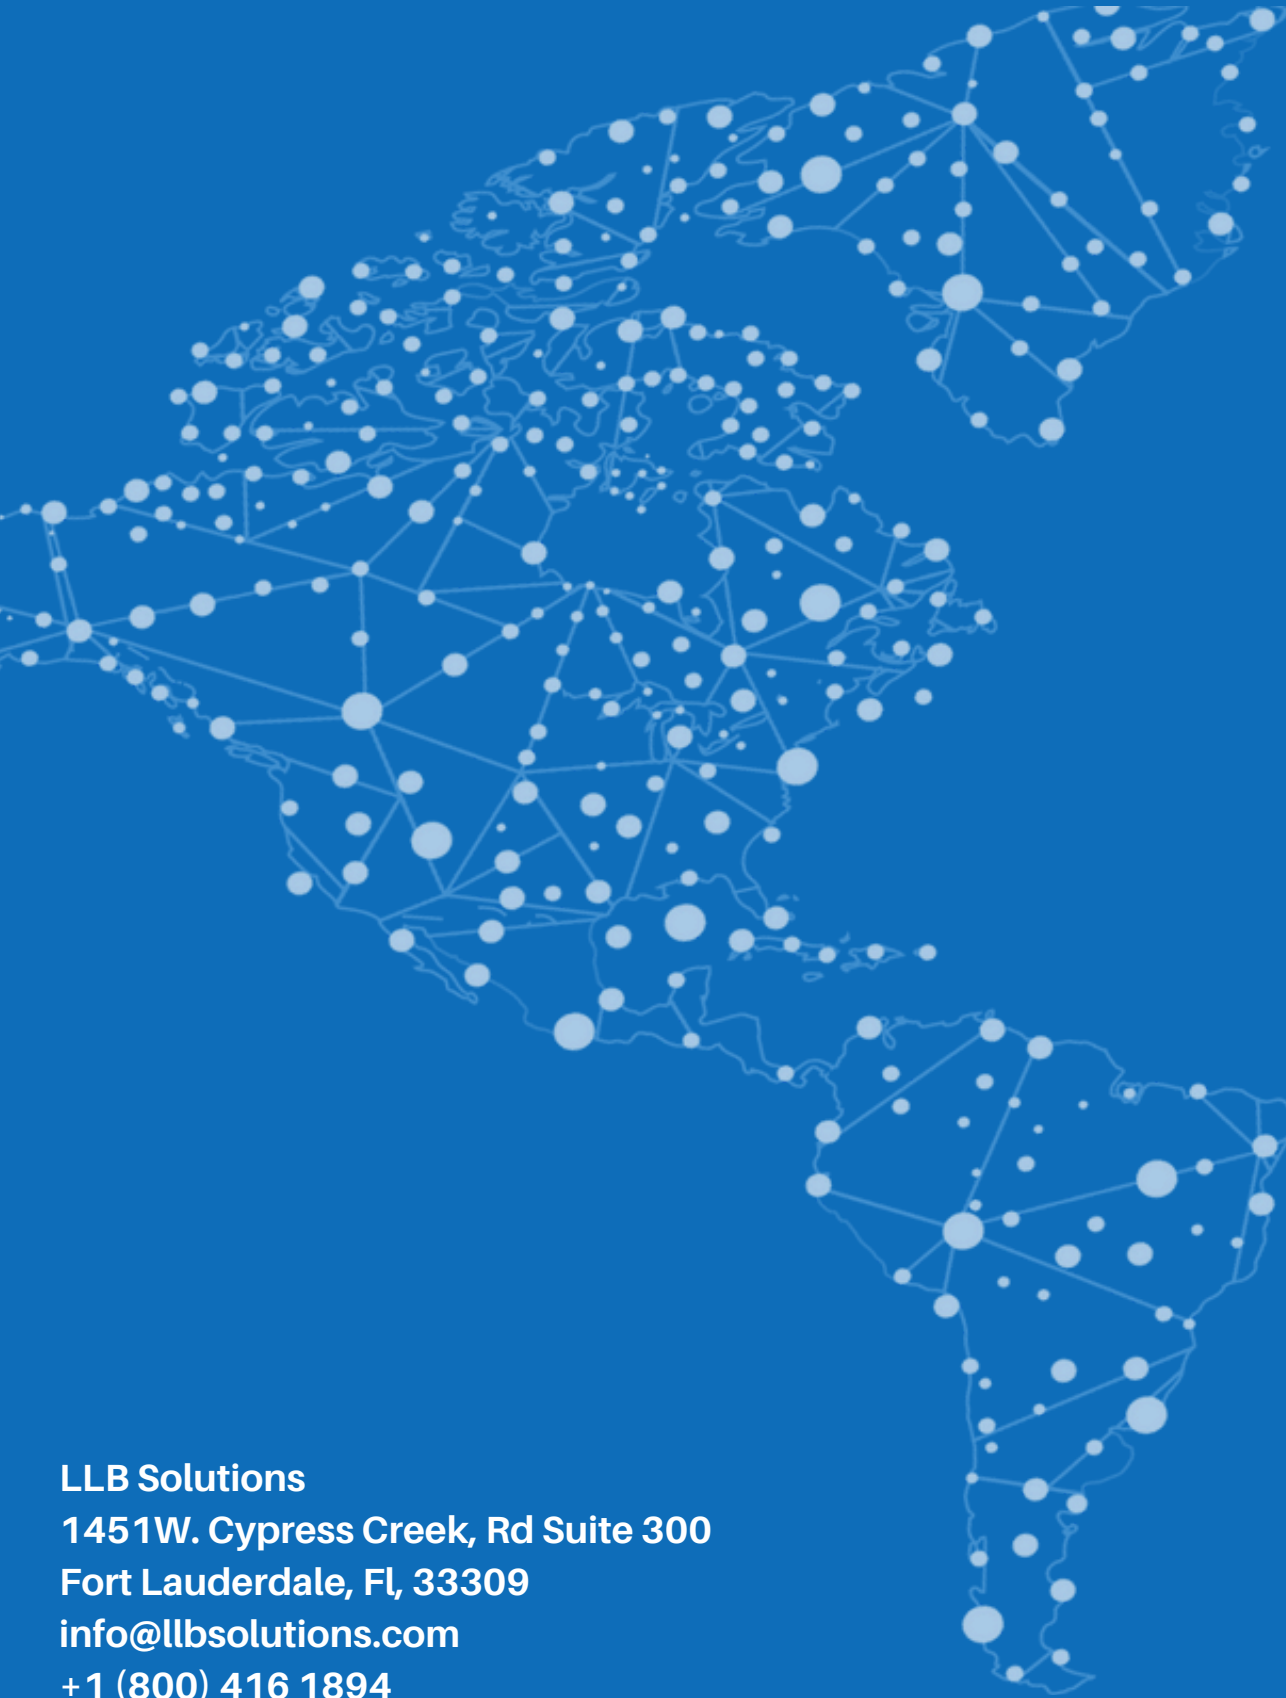 LLB Solutions
1451W. Cypress Creek, Rd Suite 300
Fort Lauderdale, Fl, 33309
info@llbsolutions.com
+1 (800) 416 1894